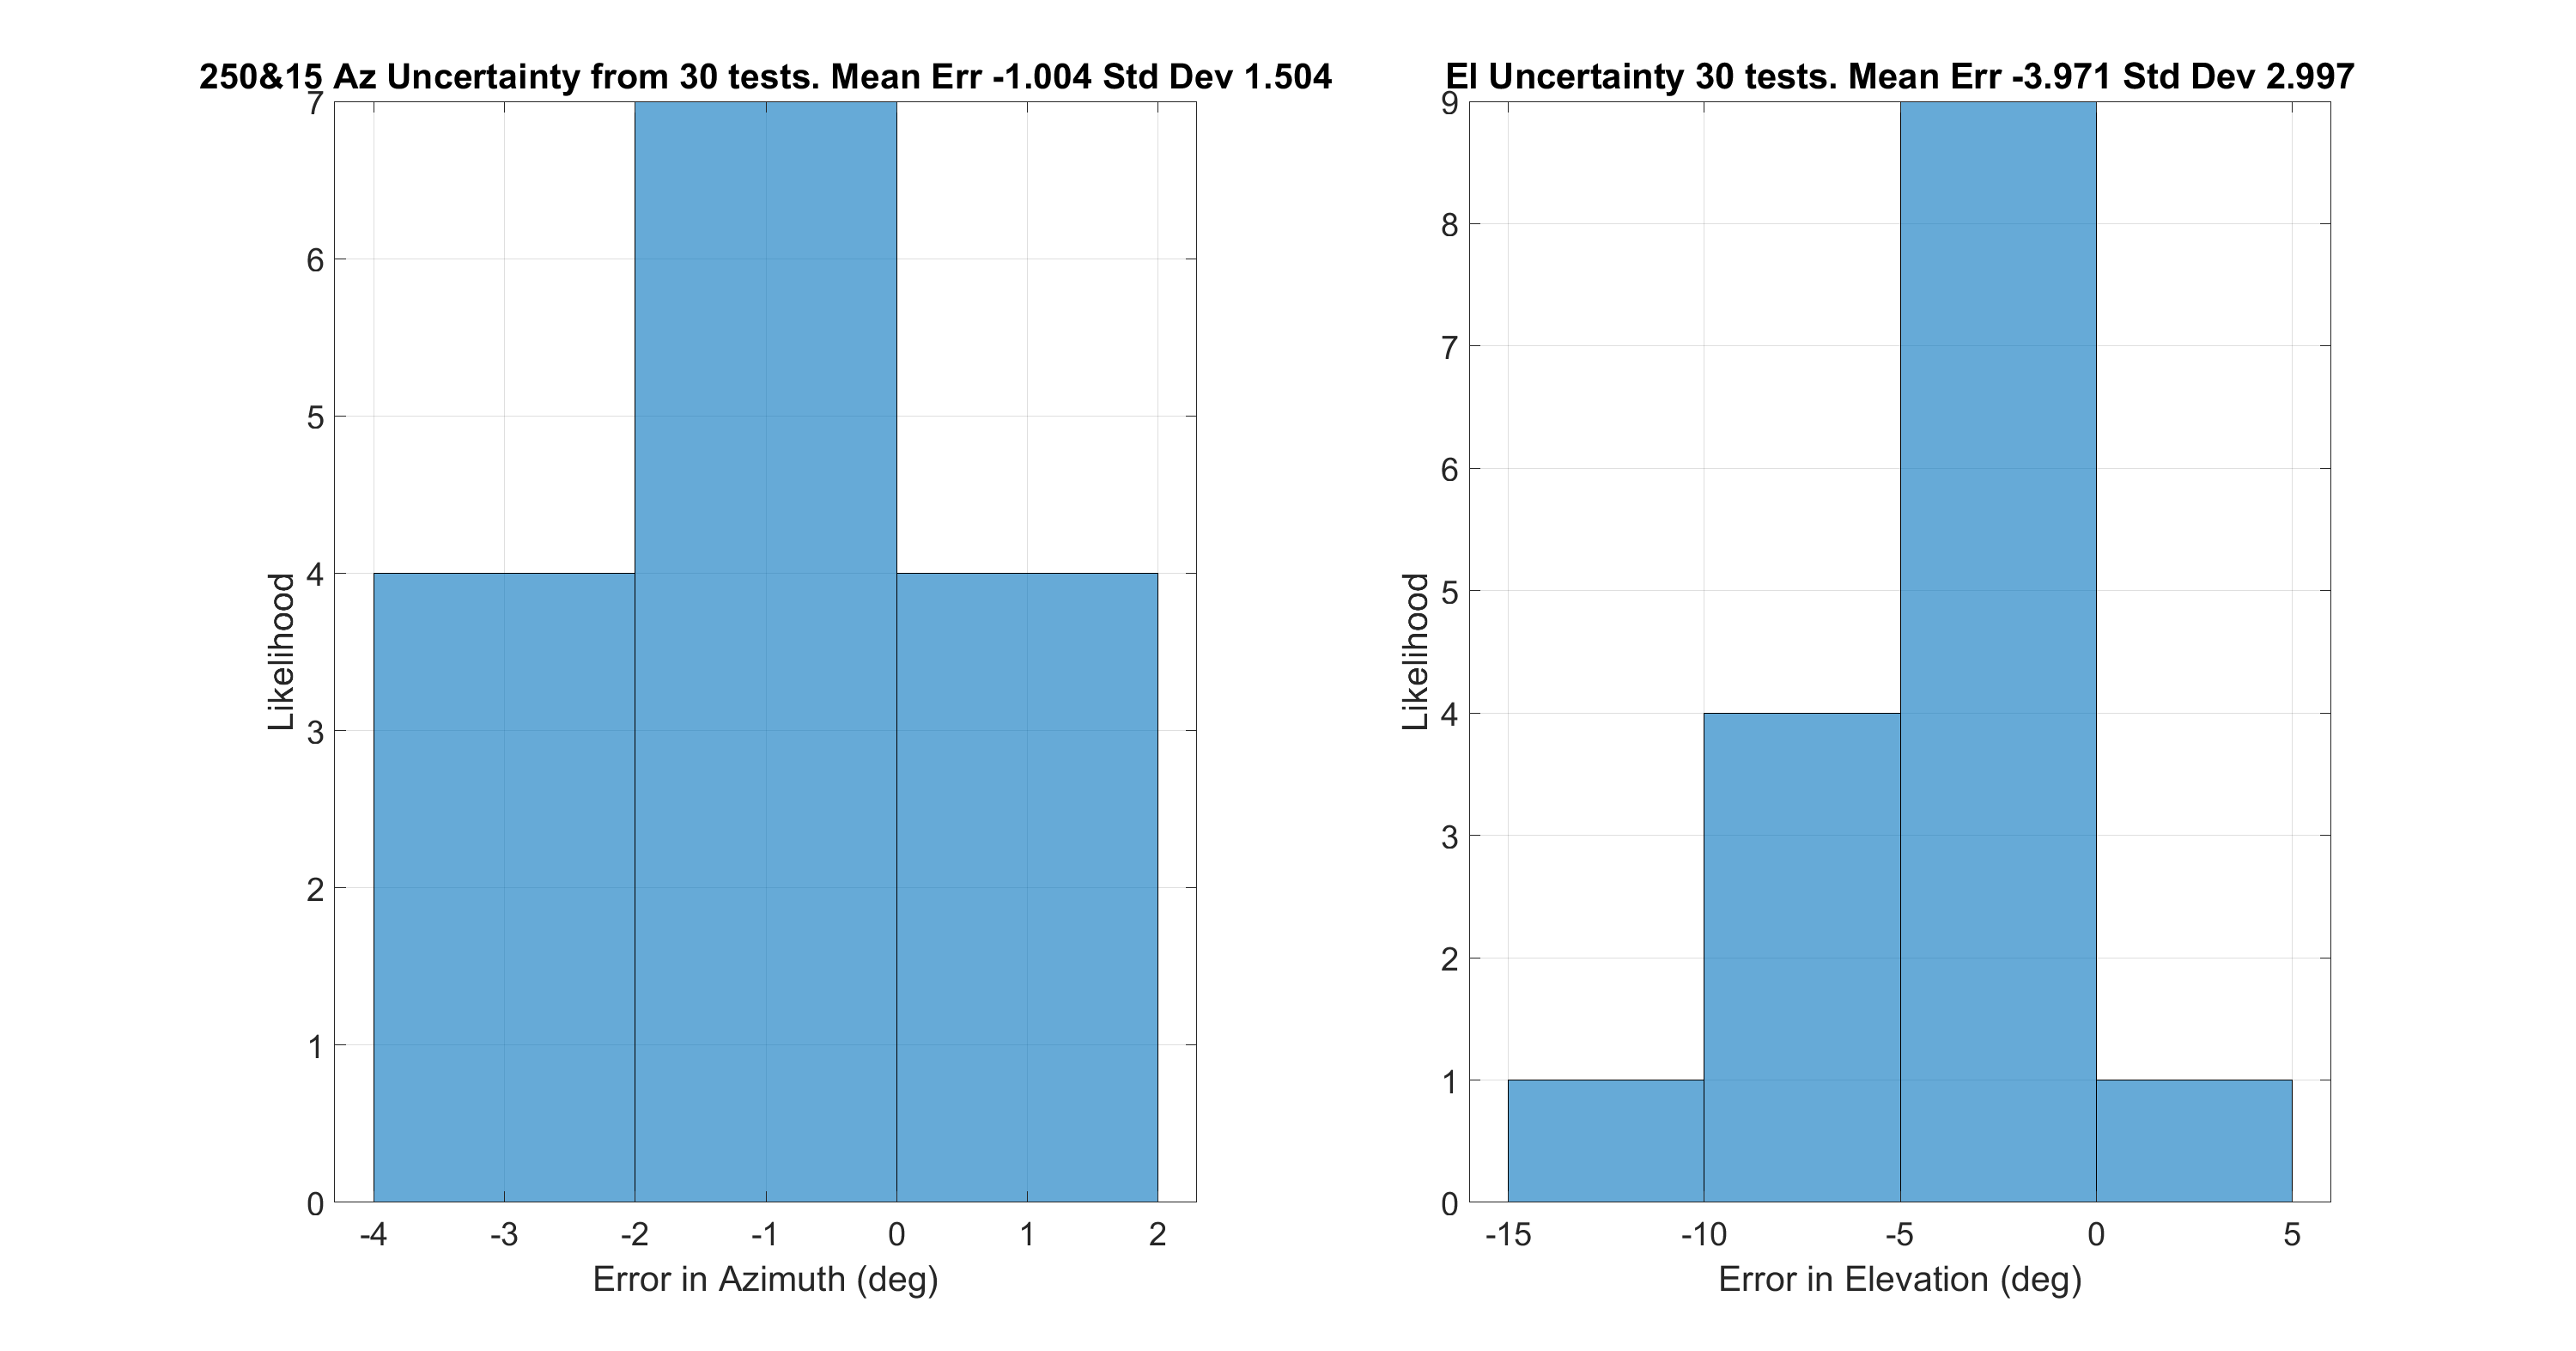 250&15 Az Uncertainty from 30 tests. Mean Err -1.004 Std Dev 1.504
7
6
5
4
3
2
1
0
Likelihood
-4 -3 -2 -1 0 1 2
Error in Azimuth (deg)
El Uncertainty 30 tests. Mean Err -3.971 Std Dev 2.997
9
8
7
6
5
4
3
2
1
0
Likelihood
-15 -10 -5 0 5
Error in Elevation (deg)